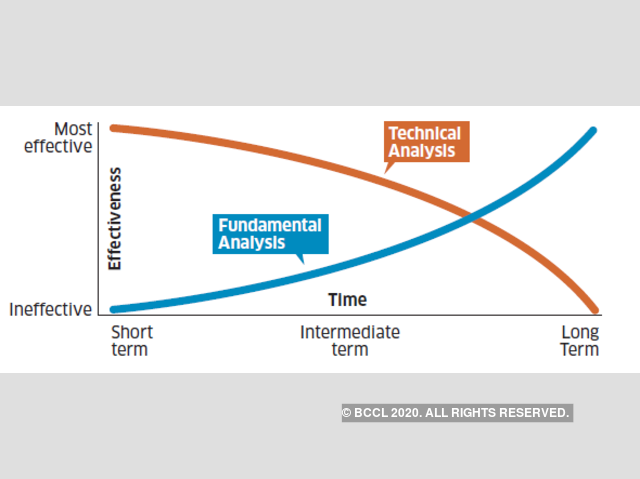 Most
effective
Technical
Analysis
Effectiveness
Fundamental
Analysis
Time
Ineffective
Short
term
Intermediate
term
Long
Term
© BCCL 2020. ALL RIGHTS RESERVED.